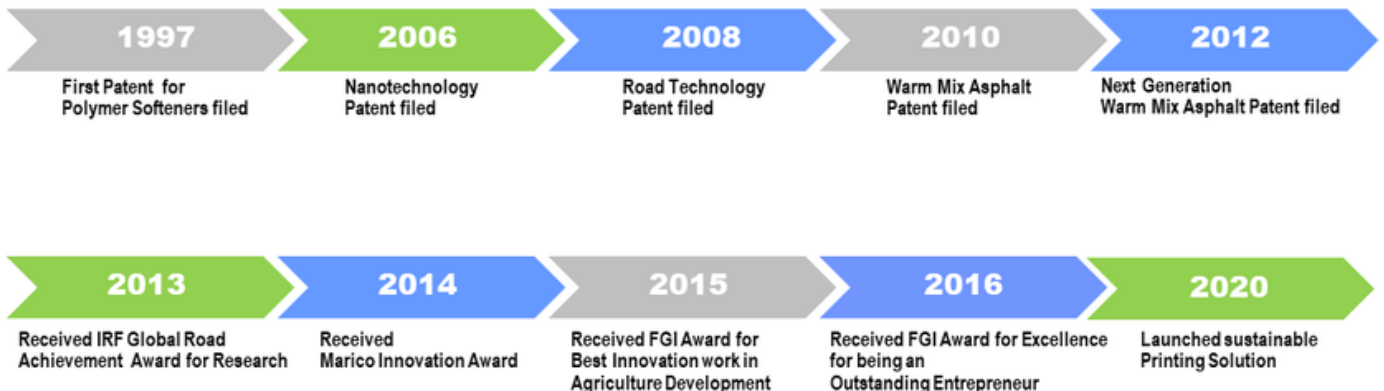 1997
First Patent for
Polymer Softeners filed
2006
Nanotechnology
Patent filed
2008
Road Technology
Patent filed
2010
Warm Mix Asphalt
Patent filed
2012
Next Generation
Warm Mix Asphalt Patent filed
2013
Received IRF Global Road
Achievement Award for Research
2014
Received
Marico Innovation Award
2015
Received FGI Award for
Best Innovation work in
Agriculture Development
2016
Received FGI Award for Excellence
for being an
Outstanding Entrepreneur
2020
Launched sustainable
Printing Solution